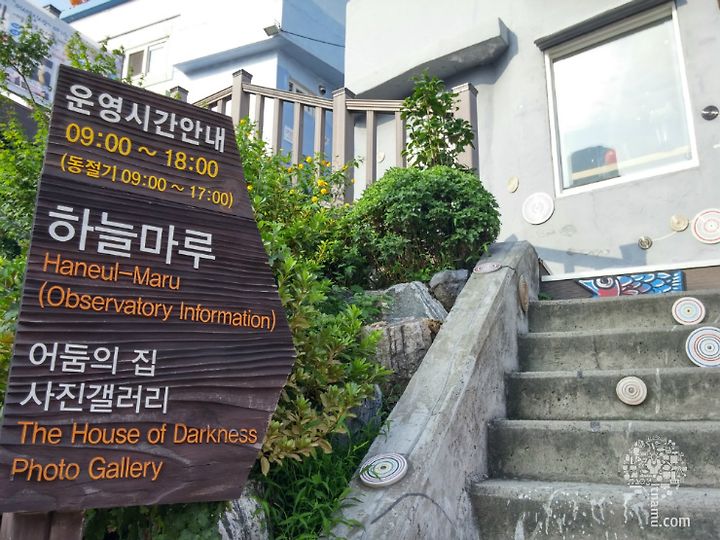 운영시간안내
09:00 ~ 18:00
(동절기 09:00 ~ 17:00)
하늘마루
Haneul-Maru
(Observatory Information)
어둠의 집
사진갤러리
The House of Darkness
Photo Gallery